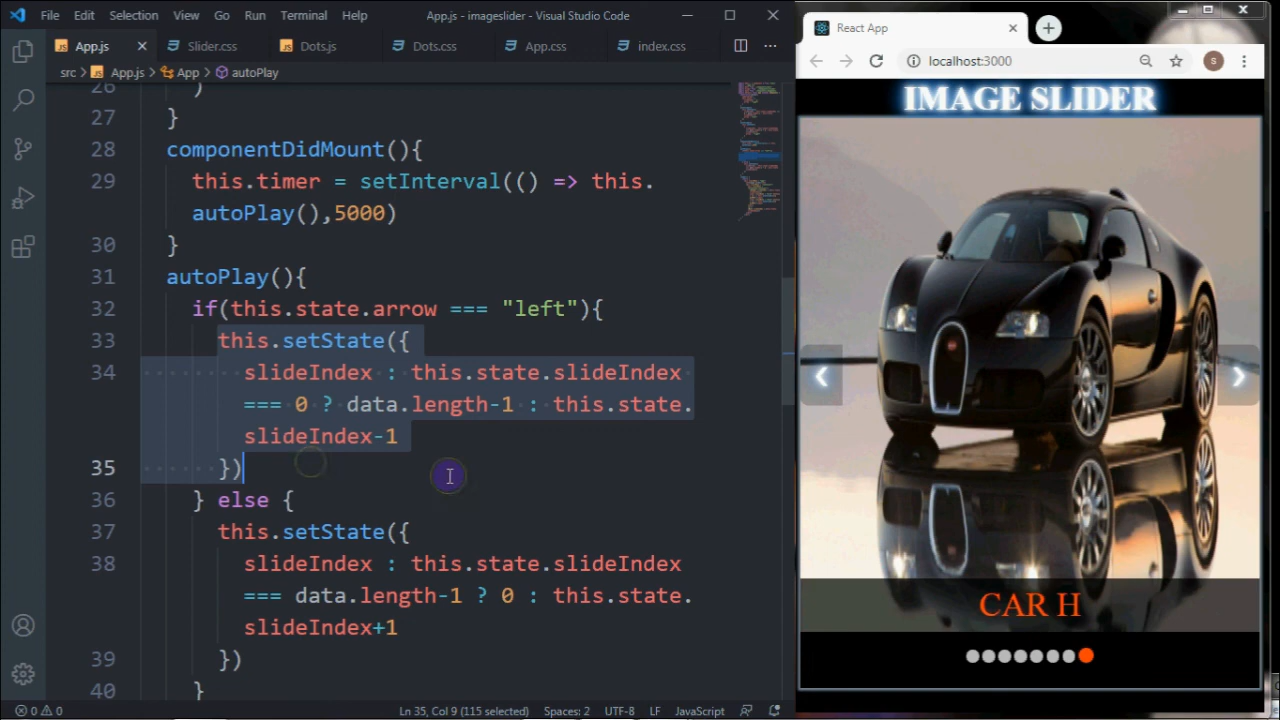 File Edit Selection View Go Run Terminal Help App.js - imageslider - Visual Studio Code
JS App.js Slider.css JS Dots.js Dots.css App.css index.css
src > JS App.js > App > autoPlay
26 )
27 }
28 componentDidMount(){
29 this.timer = setInterval(() => this.
autoPlay(),5000)
30 }
31 autoPlay(){
32 if(this.state.arrow === "left"){
33 this.setState({
34 slideIndex : this.state.slideIndex
=== 0 ? data.length-1 : this.state.
slideIndex-1
35 })
36 } else {
37 this.setState({
38 slideIndex : this.state.slideIndex
=== data.length-1 ? 0 : this.state.
slideIndex+1
39 })
40 }
0 0 Ln 35, Col 9 (115 selected) Spaces: 2 UTF-8 LF JavaScript
React App
localhost:3000 S
IMAGE SLIDER
CAR H